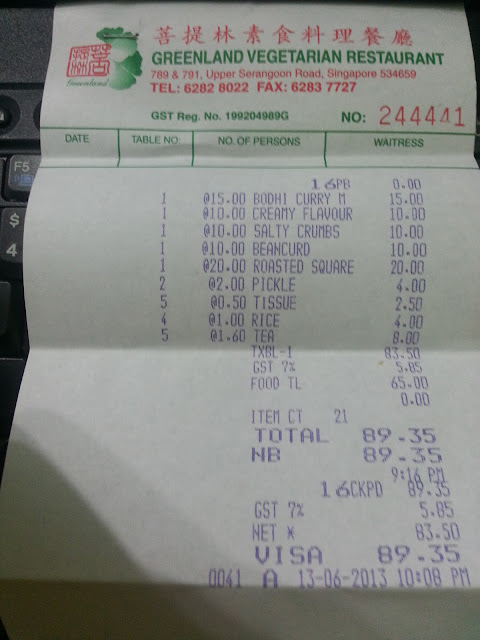 菩提林素食料理餐廳
GREENLAND VEGETARIAN RESTAURANT
789 & 791, Upper Serangoon Road, Singapore 534659
TEL: 6282 8022 FAX: 6283 7727
Greenland
GST Reg. No. 199204989G
NO: 244441
DATE TABLE NO: NO. OF PERSONS WAITRESS
16PB 0.00
1 @15.00 BODHI CURRY M 15.00
1 @10.00 CREAMY FLAVOUR 10.00
1 @10.00 SALTY CRUMBS 10.00
1 @10.00 BEANCURD 10.00
1 @20.00 ROASTED SQUARE 20.00
2 @2.00 PICKLE 4.00
5 @0.50 TISSUE 2.50
4 @1.00 RICE 4.00
5 @1.60 TEA 8.00
TXBL-1 83.50
GST 7% 5.85
FOOD TL 65.00
0.00
ITEM CT 21
TOTAL 89.35
NB 89.35
9:16 PM
16CKPD 89.35
GST 7% 5.85
NET * 83.50
VISA 89.35
0041 A 13-06-2013 10:08 PM
F5
$
4